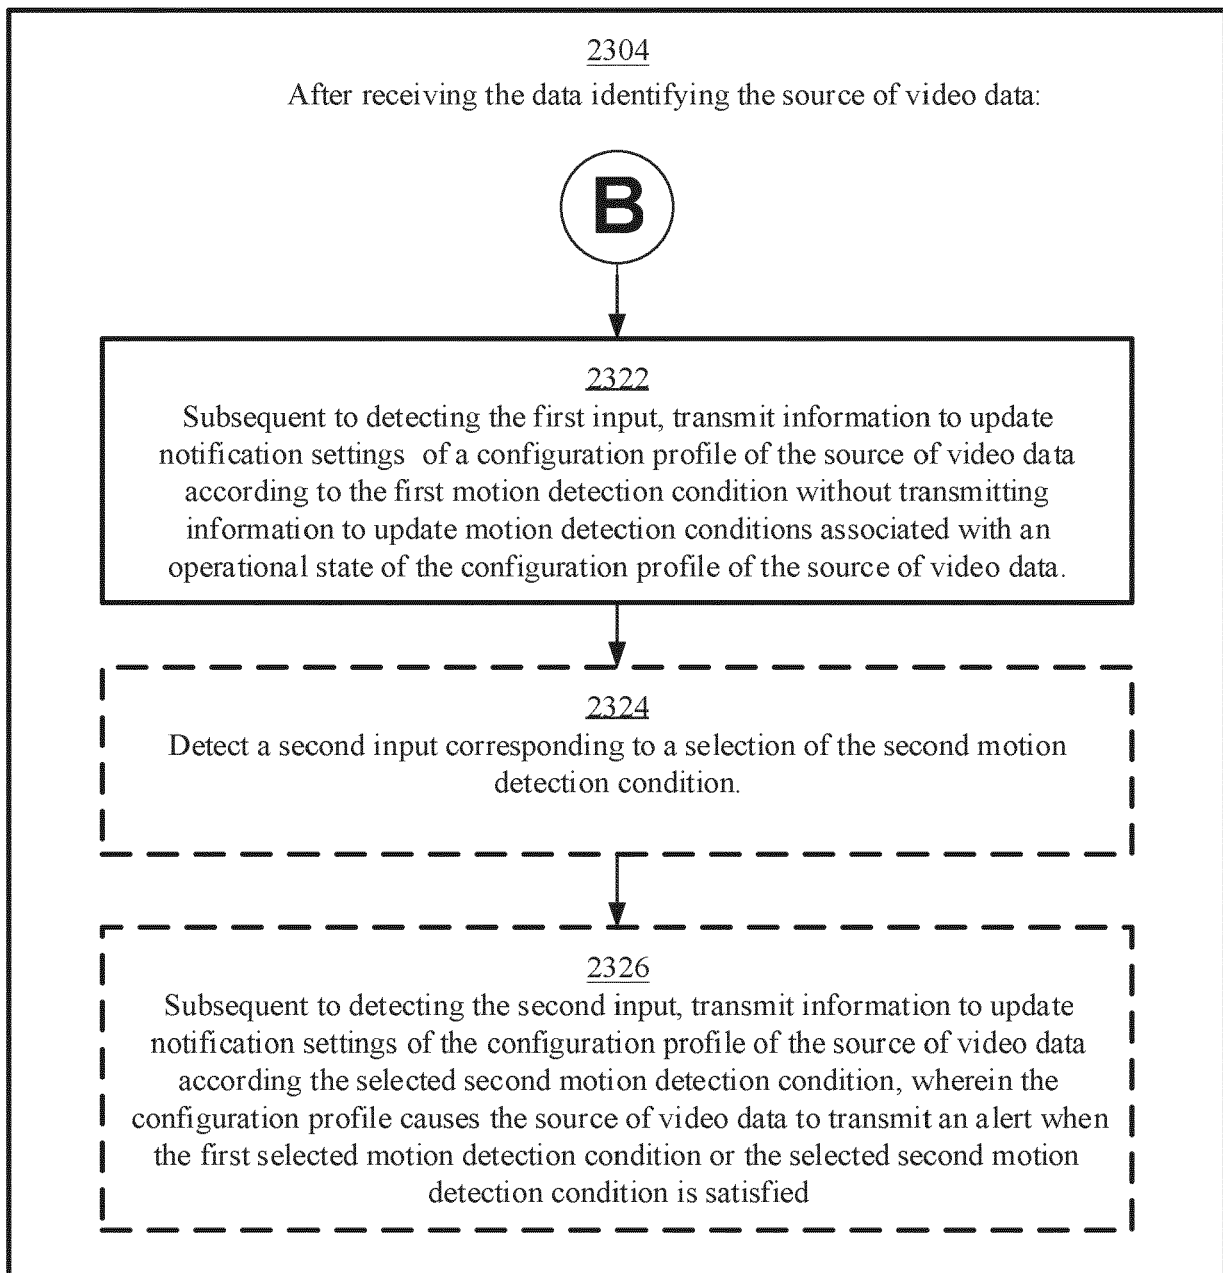 2304
After receiving the data identifying the source of video data:
B
2322
Subsequent to detecting the first input, transmit information to update
notification settings of a configuration profile of the source of video data
according to the first motion detection condition without transmitting
information to update motion detection conditions associated with an
operational state of the configuration profile of the source of video data.
2324
Detect a second input corresponding to a selection of the second motion
detection condition.
2326
Subsequent to detecting the second input, transmit information to update
notification settings of the configuration profile of the source of video data
according the selected second motion detection condition, wherein the
configuration profile causes the source of video data to transmit an alert when
the first selected motion detection condition or the selected second motion
detection condition is satisfied